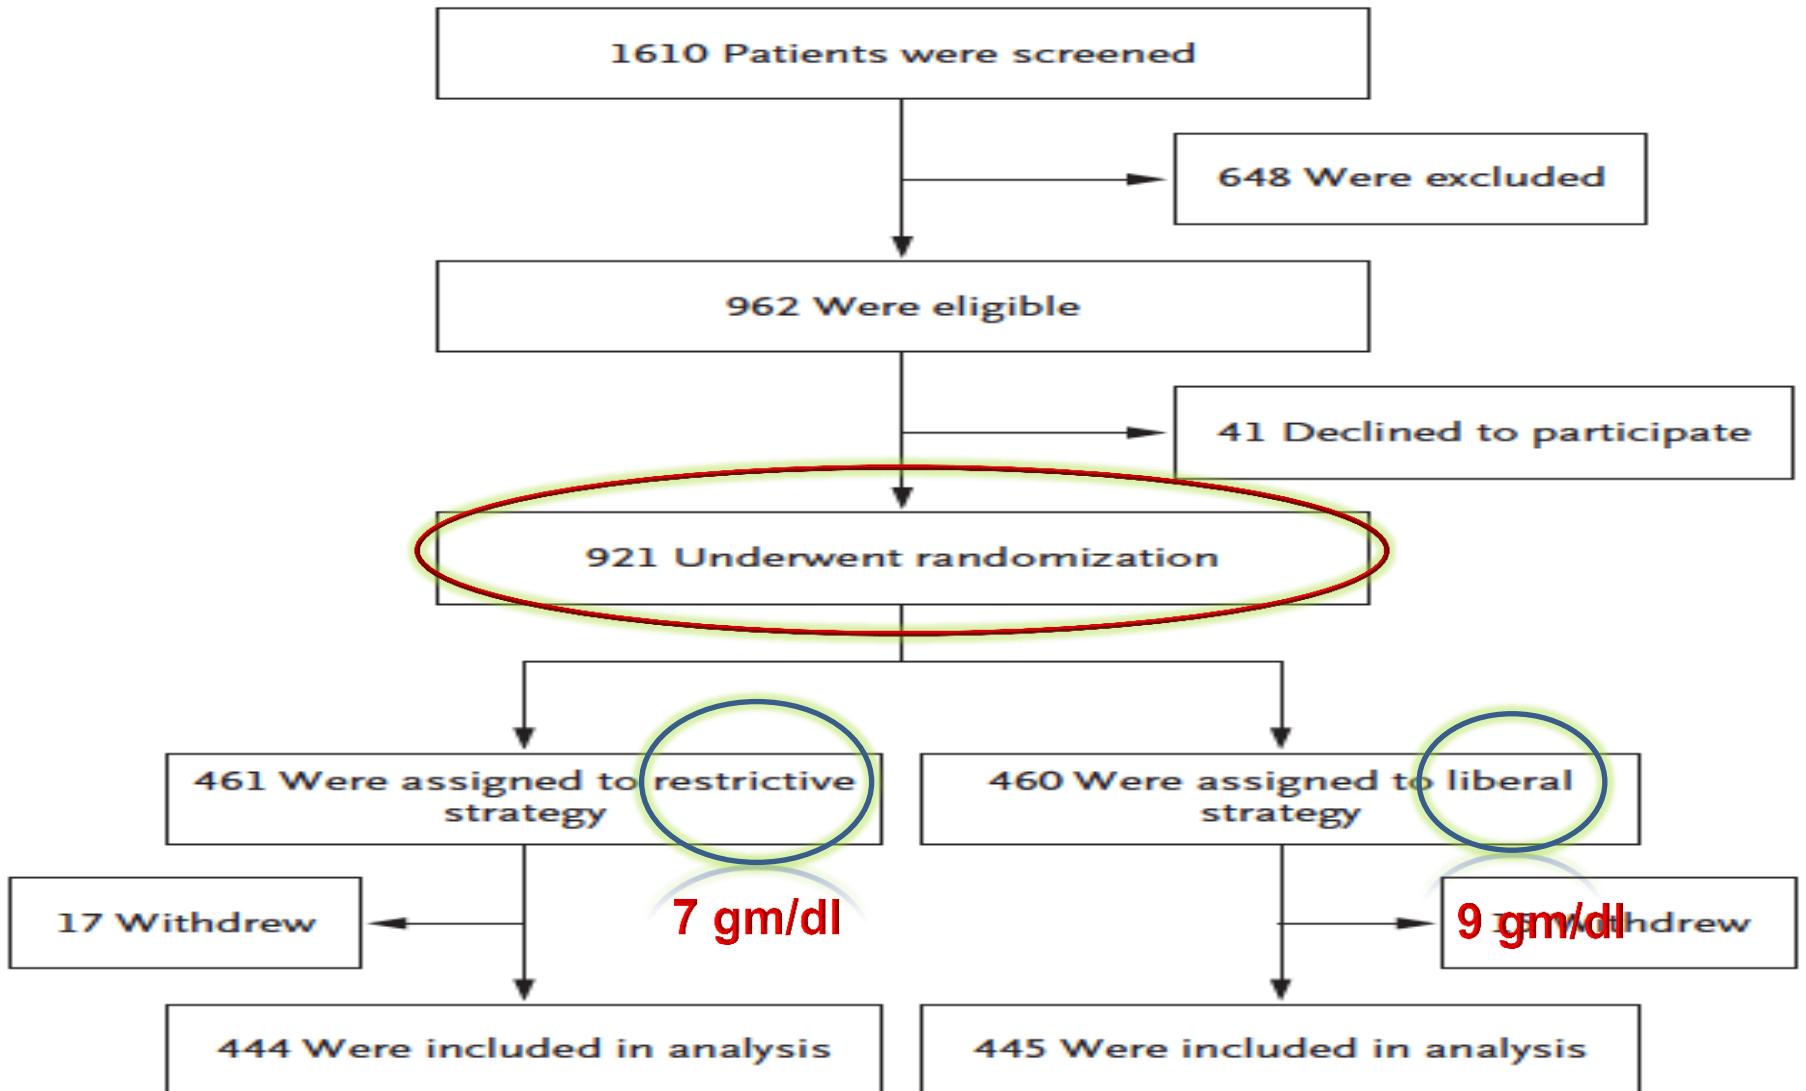 1610 Patients were screened
648 Were excluded
962 Were eligible
41 Declined to participate
921 Underwent randomization
461 Were assigned to restrictive
strategy
460 Were assigned to liberal
strategy
17 Withdrew
7 gm/dl
9 gm/dl
Withdrew
444 Were included in analysis
445 Were included in analysis